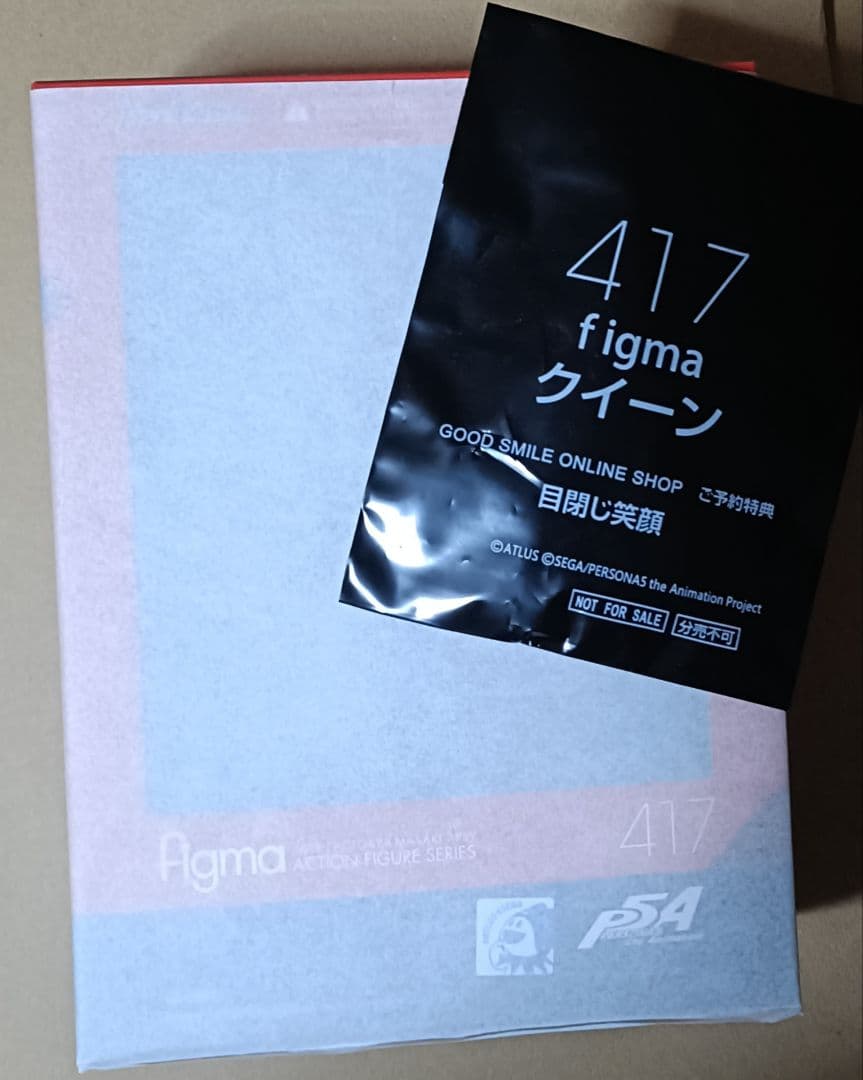 417
figma
クイーン
GOOD SMILE ONLINE SHOP ご予約特典
目閉じ笑顔
©ATLUS ©SEGA/PERSONA5 the Animation Project
NOT FOR SALE 分売不可
figma
ACTION FIGURE SERIES
417
P5A